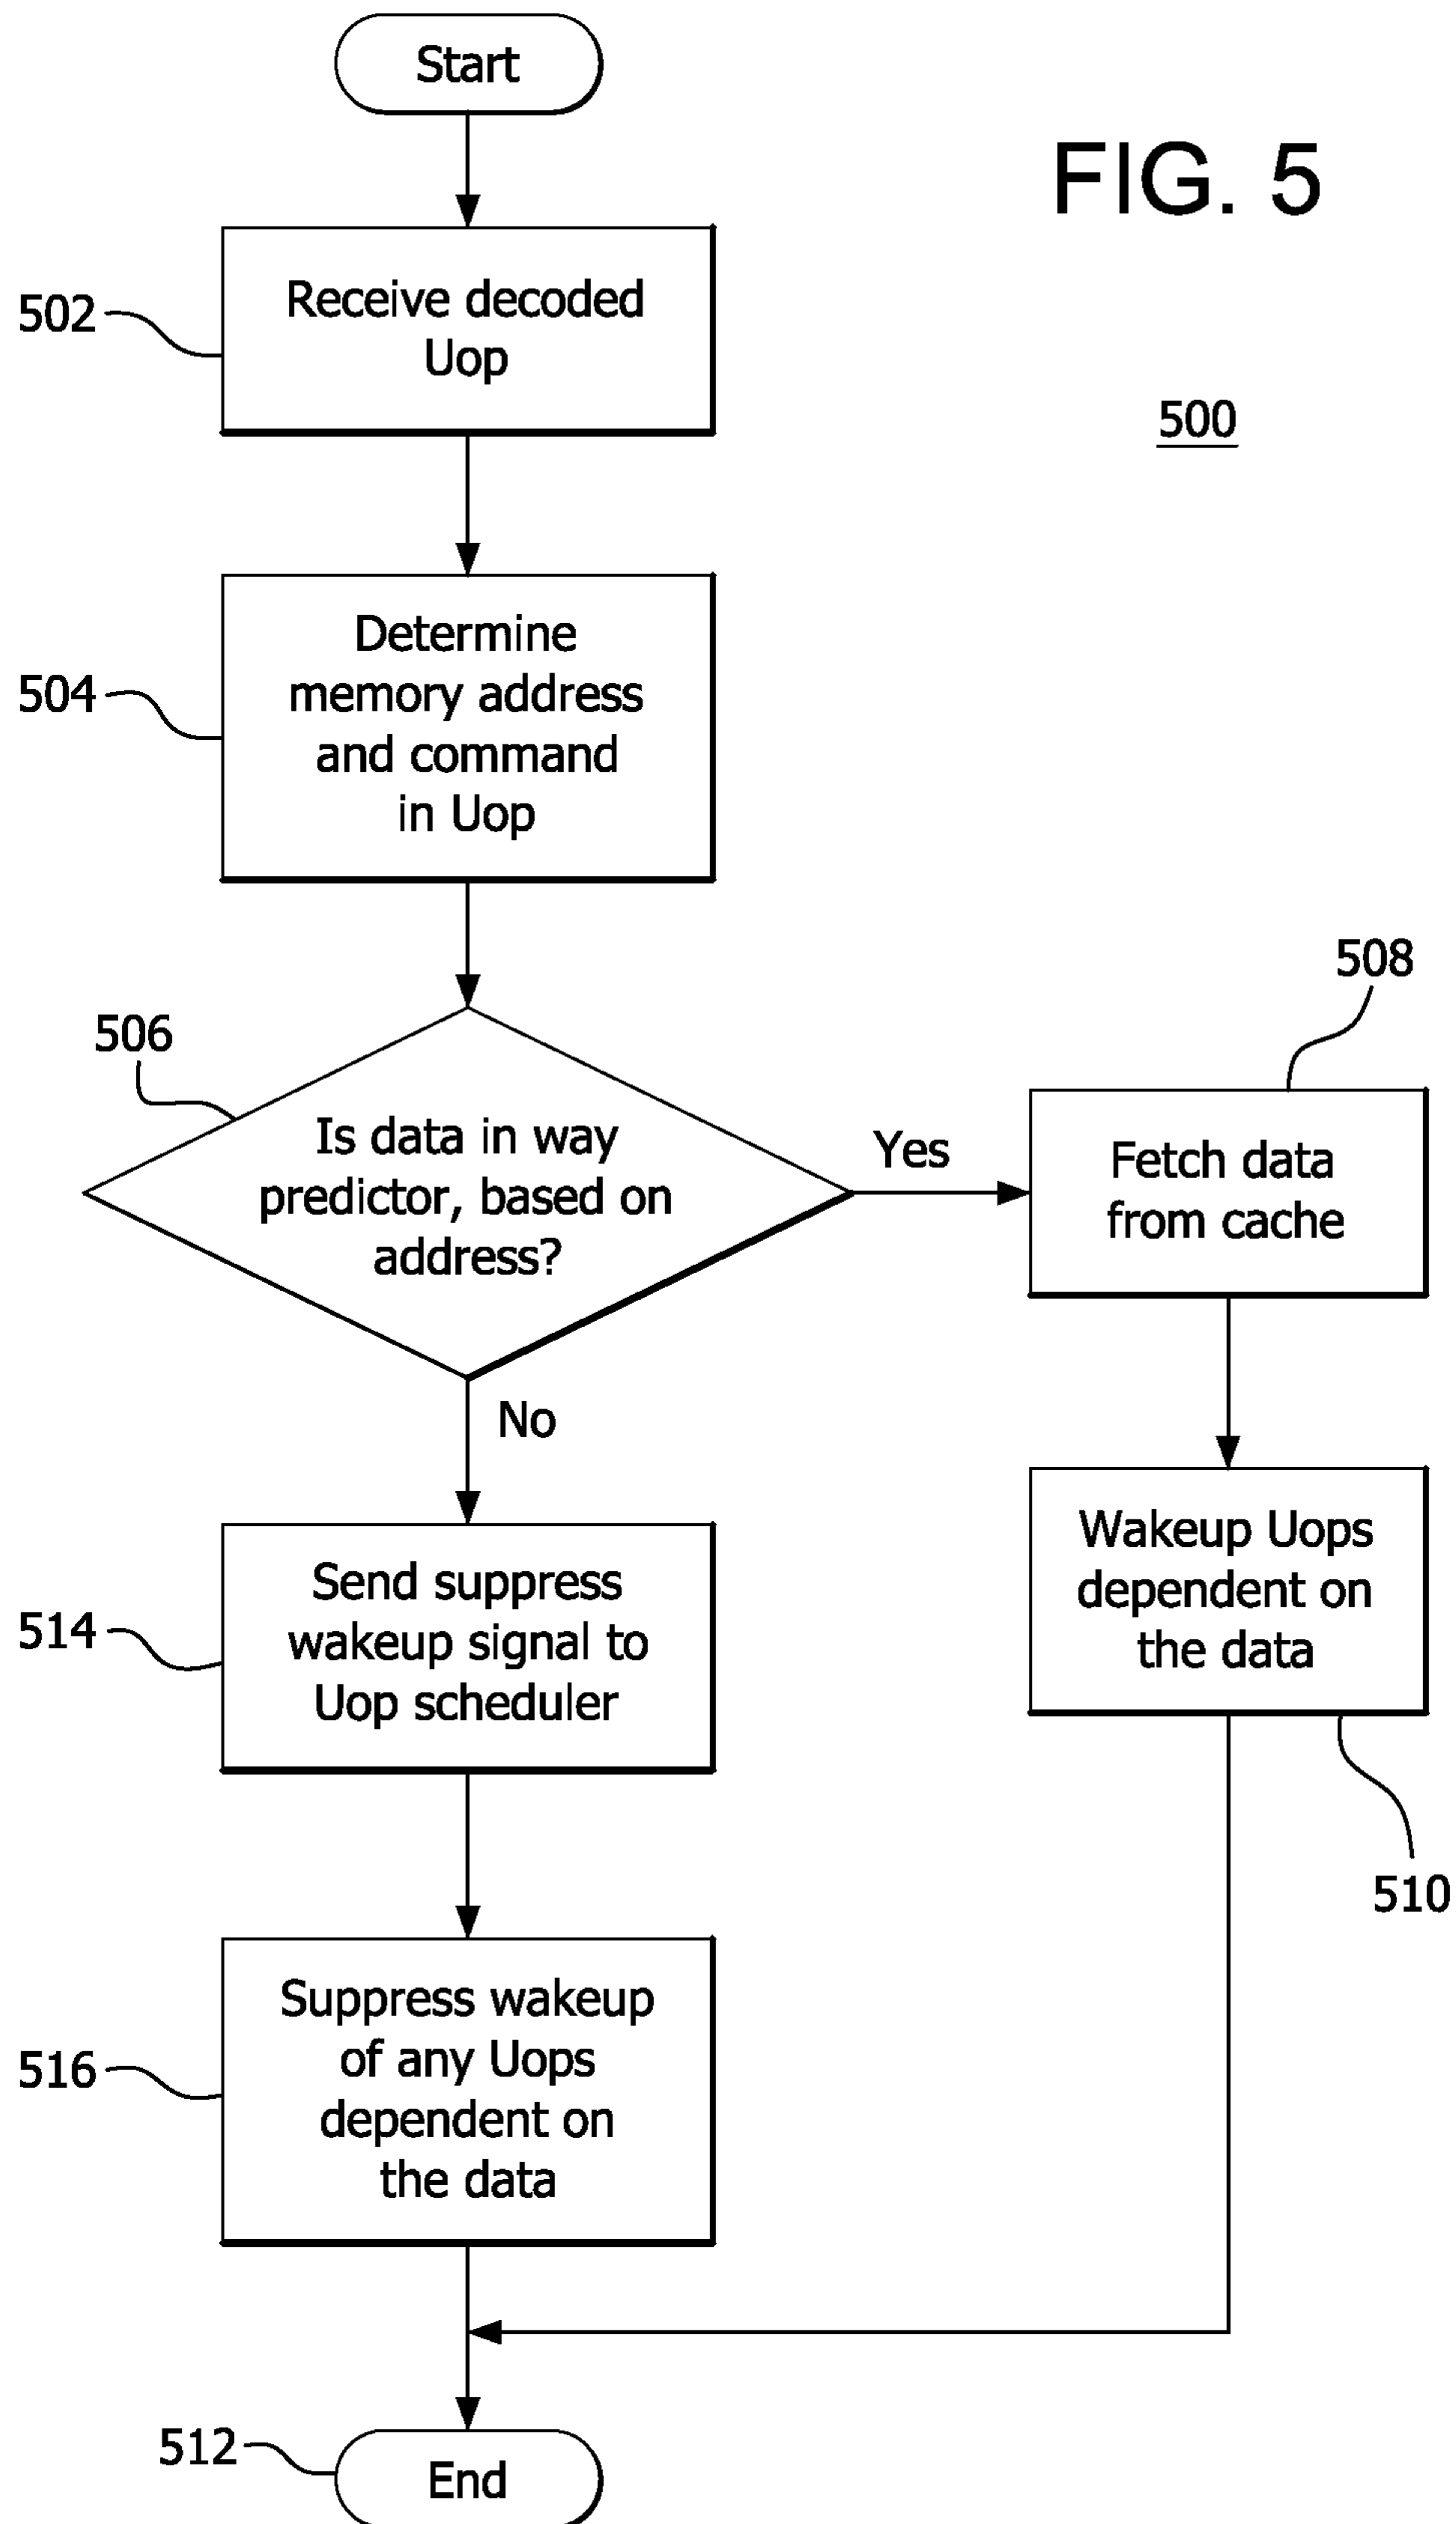 Start
FIG. 5
502
Receive decoded
Uop
500
504
Determine
memory address
and command
in Uop
506
Is data in way
predictor, based on
address?
Yes
508
Fetch data
from cache
No
Wakeup Uops
dependent on
the data
510
514
Send suppress
wakeup signal to
Uop scheduler
516
Suppress wakeup
of any Uops
dependent on
the data
512
End